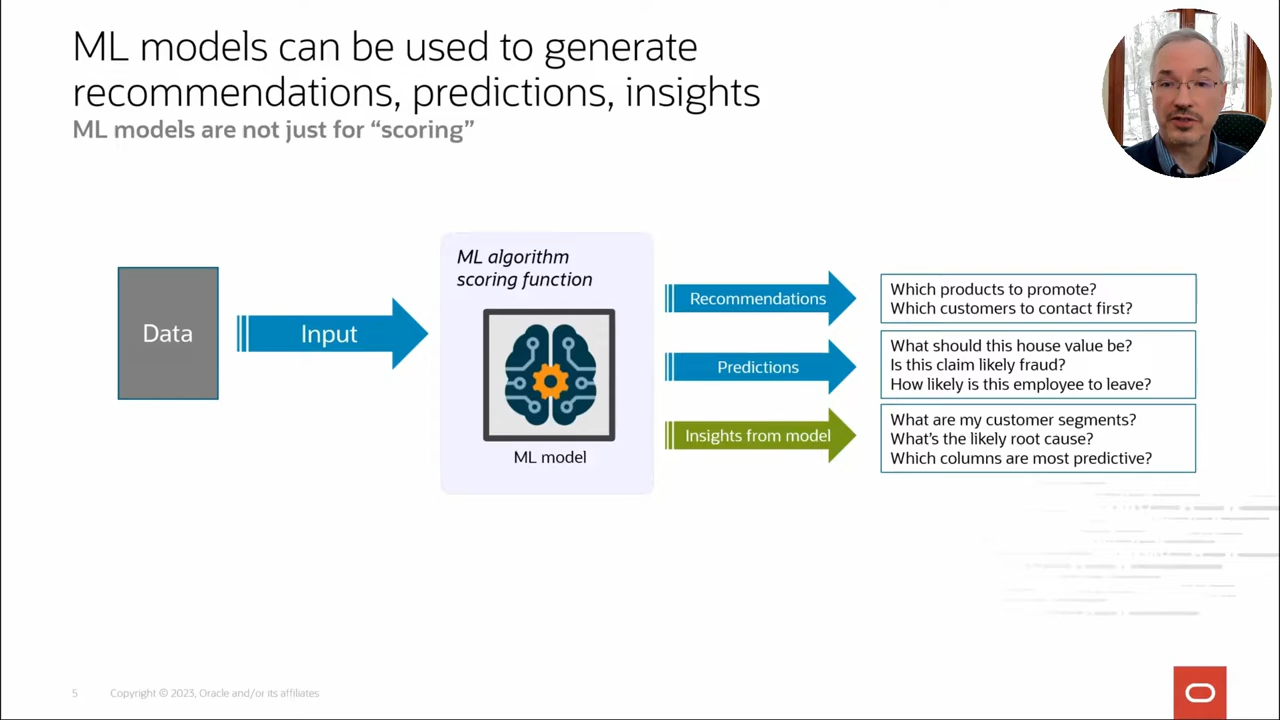 ML models can be used to generate
recommendations, predictions, insights
ML models are not just for “scoring”
Data
Input
ML algorithm
scoring function
ML model
Recommendations
Which products to promote?
Which customers to contact first?
Predictions
What should this house value be?
Is this claim likely fraud?
How likely is this employee to leave?
Insights from model
What are my customer segments?
What’s the likely root cause?
Which columns are most predictive?
5
Copyright © 2023, Oracle and/or its affiliates